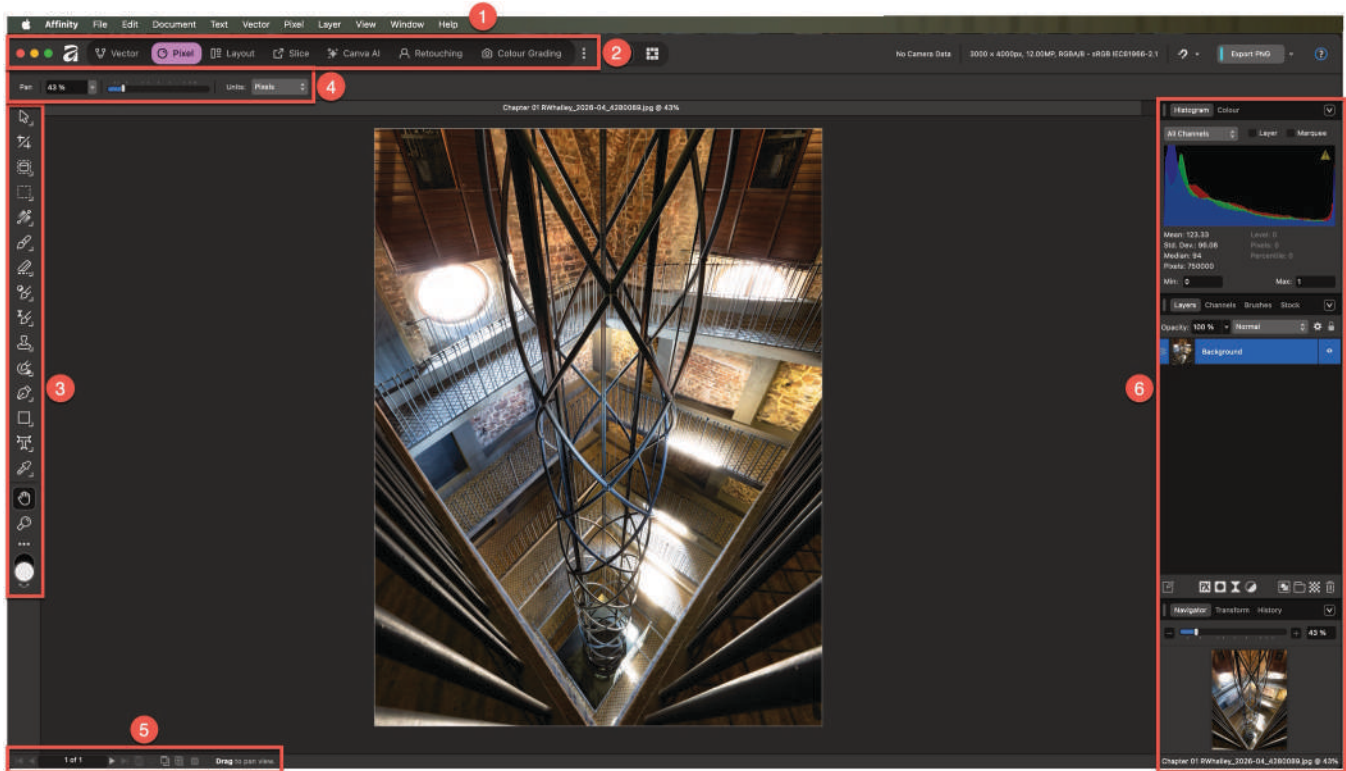 Affinity File Edit Document Text Vector Pixel Layer View Window Help
1
Vector Pixel Layout Slice Canva AI Retouching Colour Grading
2
No Camera Data 3000 × 4000px, 12.00MP, RGBA/8 - sRGB IEC61966-2.1 Export PNG ?
Pan 43 % Units: Pixels
4
Chapter 01 RWhalley_2026-04_4280089.jpg @ 43%
3
Histogram Colour
All Channels Layer Marquee
Mean: 123.33 Level: 0
Std. Dev.: 96.06 Pixels: 0
Median: 94 Percentile: 0
Pixels: 750000
Min: 0 Max: 1
Layers Channels Brushes Stock
Opacity: 100 % Normal
Background
6
FX
Navigator Transform History
43 %
5
1 of 1 Drag to pan view.
Chapter 01 RWhalley_2026-04_4280089.jpg @ 43%